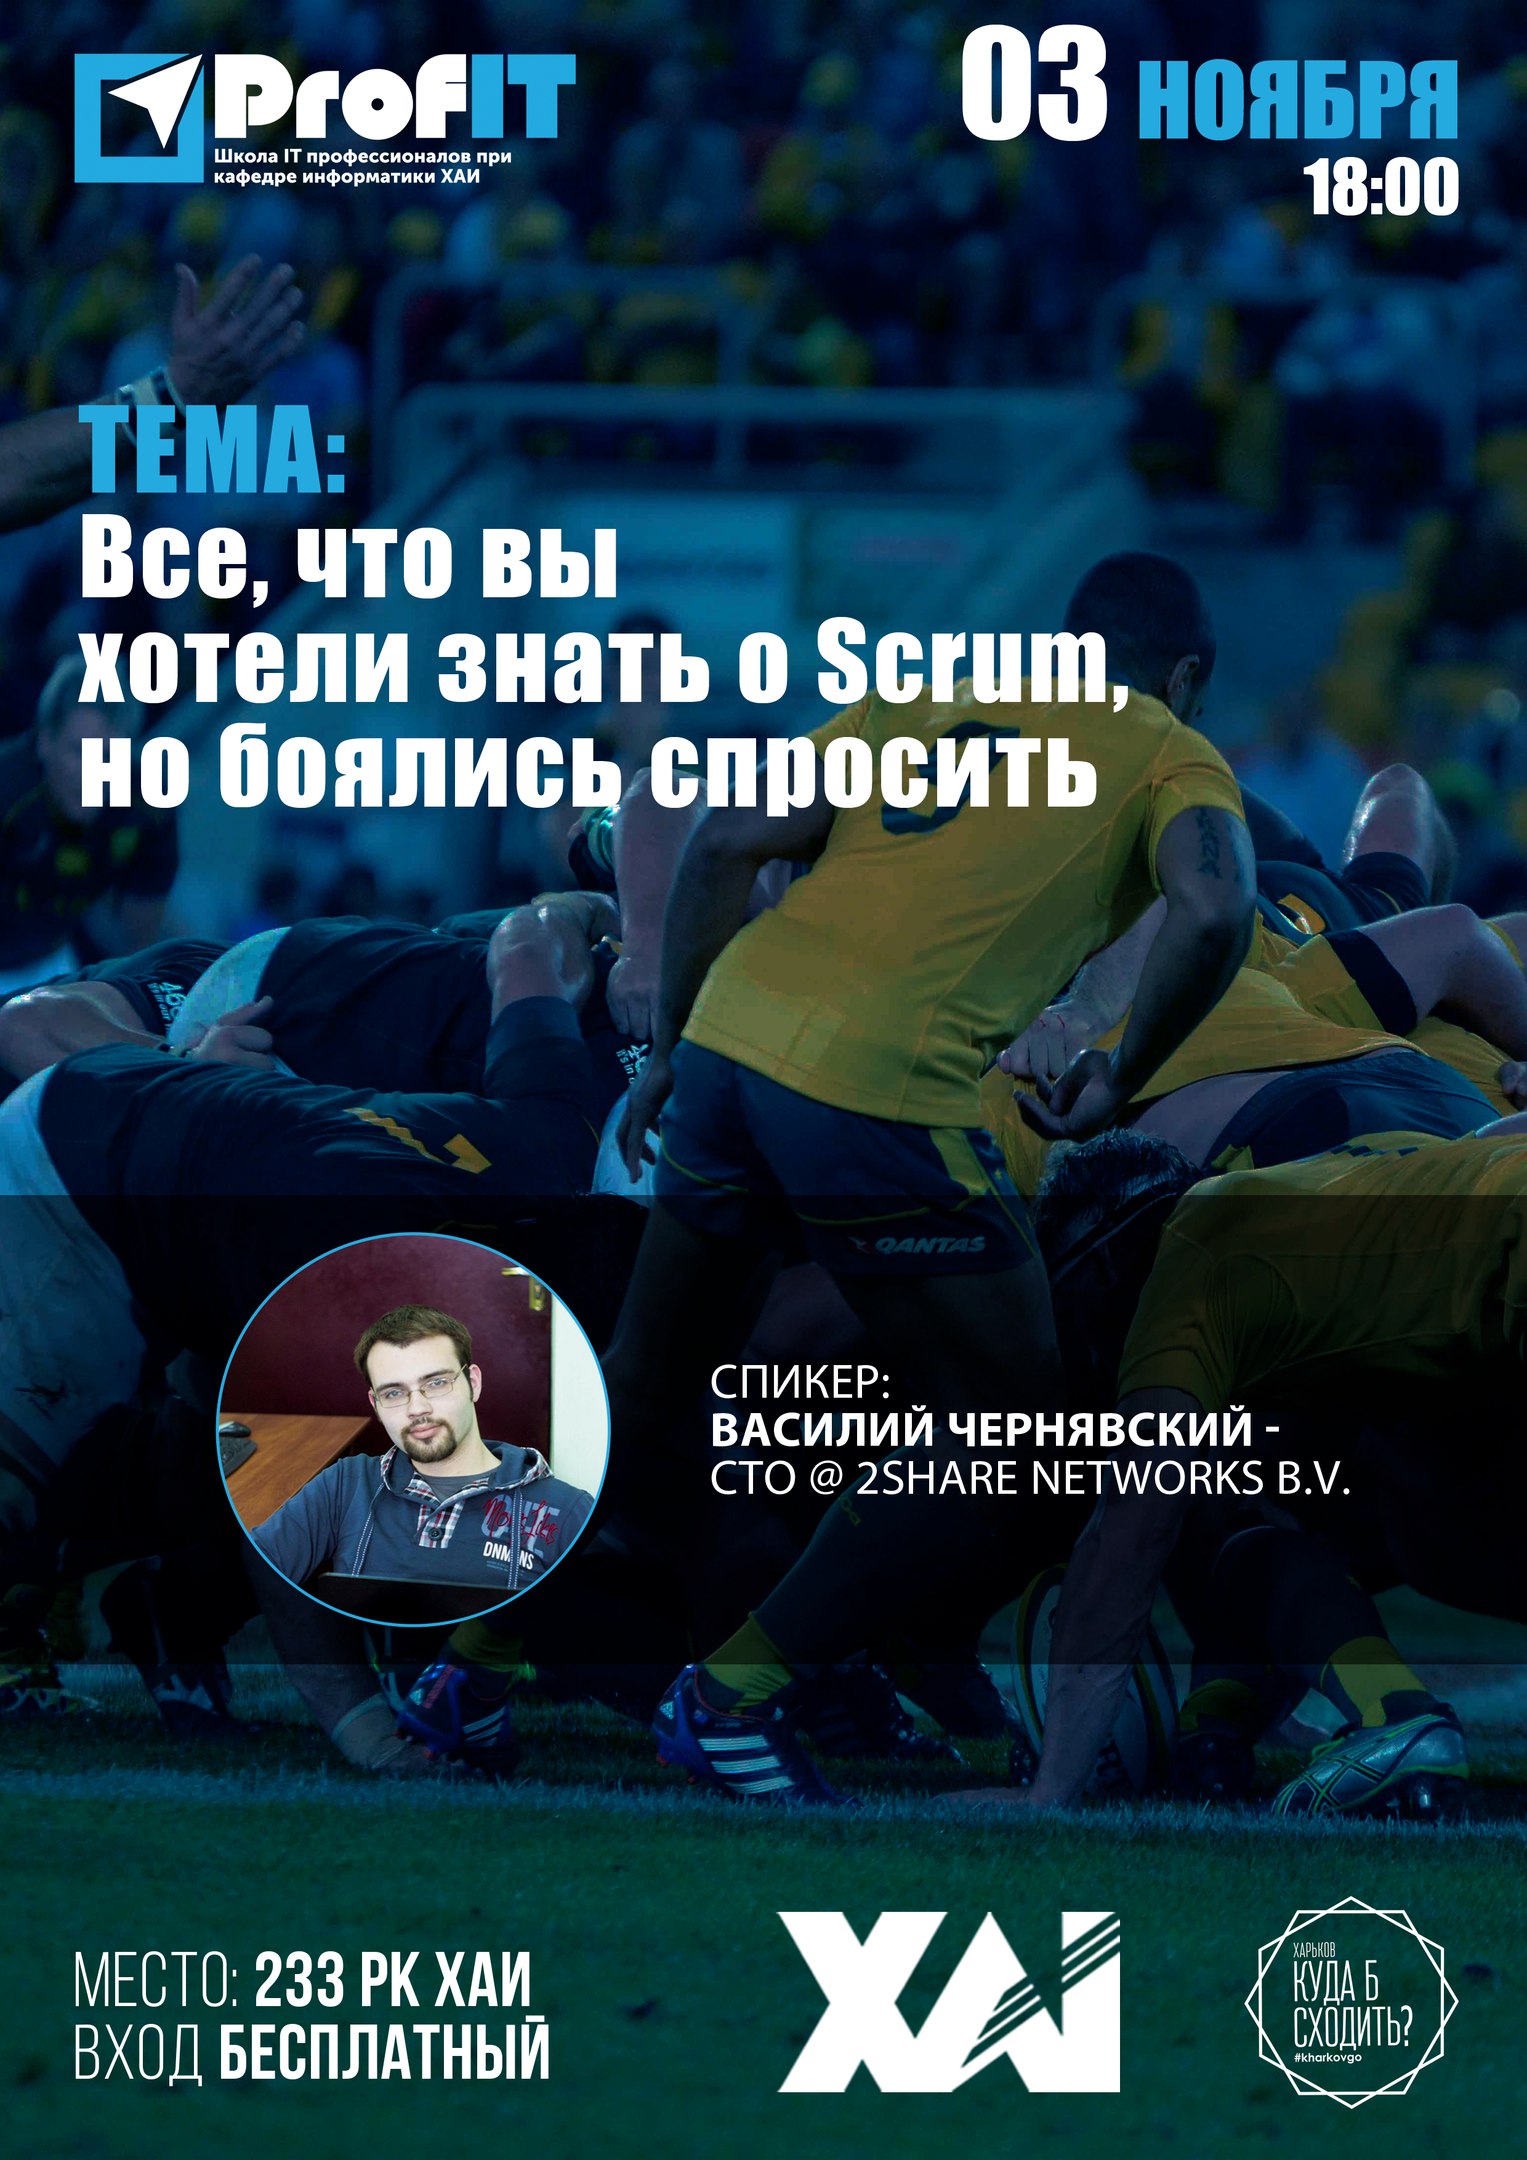 ProfIT
Школа IT профессионалов при
кафедре информатики ХАИ
03 НОЯБРЯ
18:00
ТЕМА:
Все, что вы
хотели знать о Scrum,
но боялись спросить
QANTAS
СПИКЕР:
ВАСИЛИЙ ЧЕРНЯВСКИЙ -
CTO @ 2SHARE NETWORKS B.V.
МЕСТО: 233 РК ХАИ
ВХОД БЕСПЛАТНЫЙ
ХАІ
ХАРЬКОВ
КУДА Б
СХОДИТЬ?
#kharkovgo